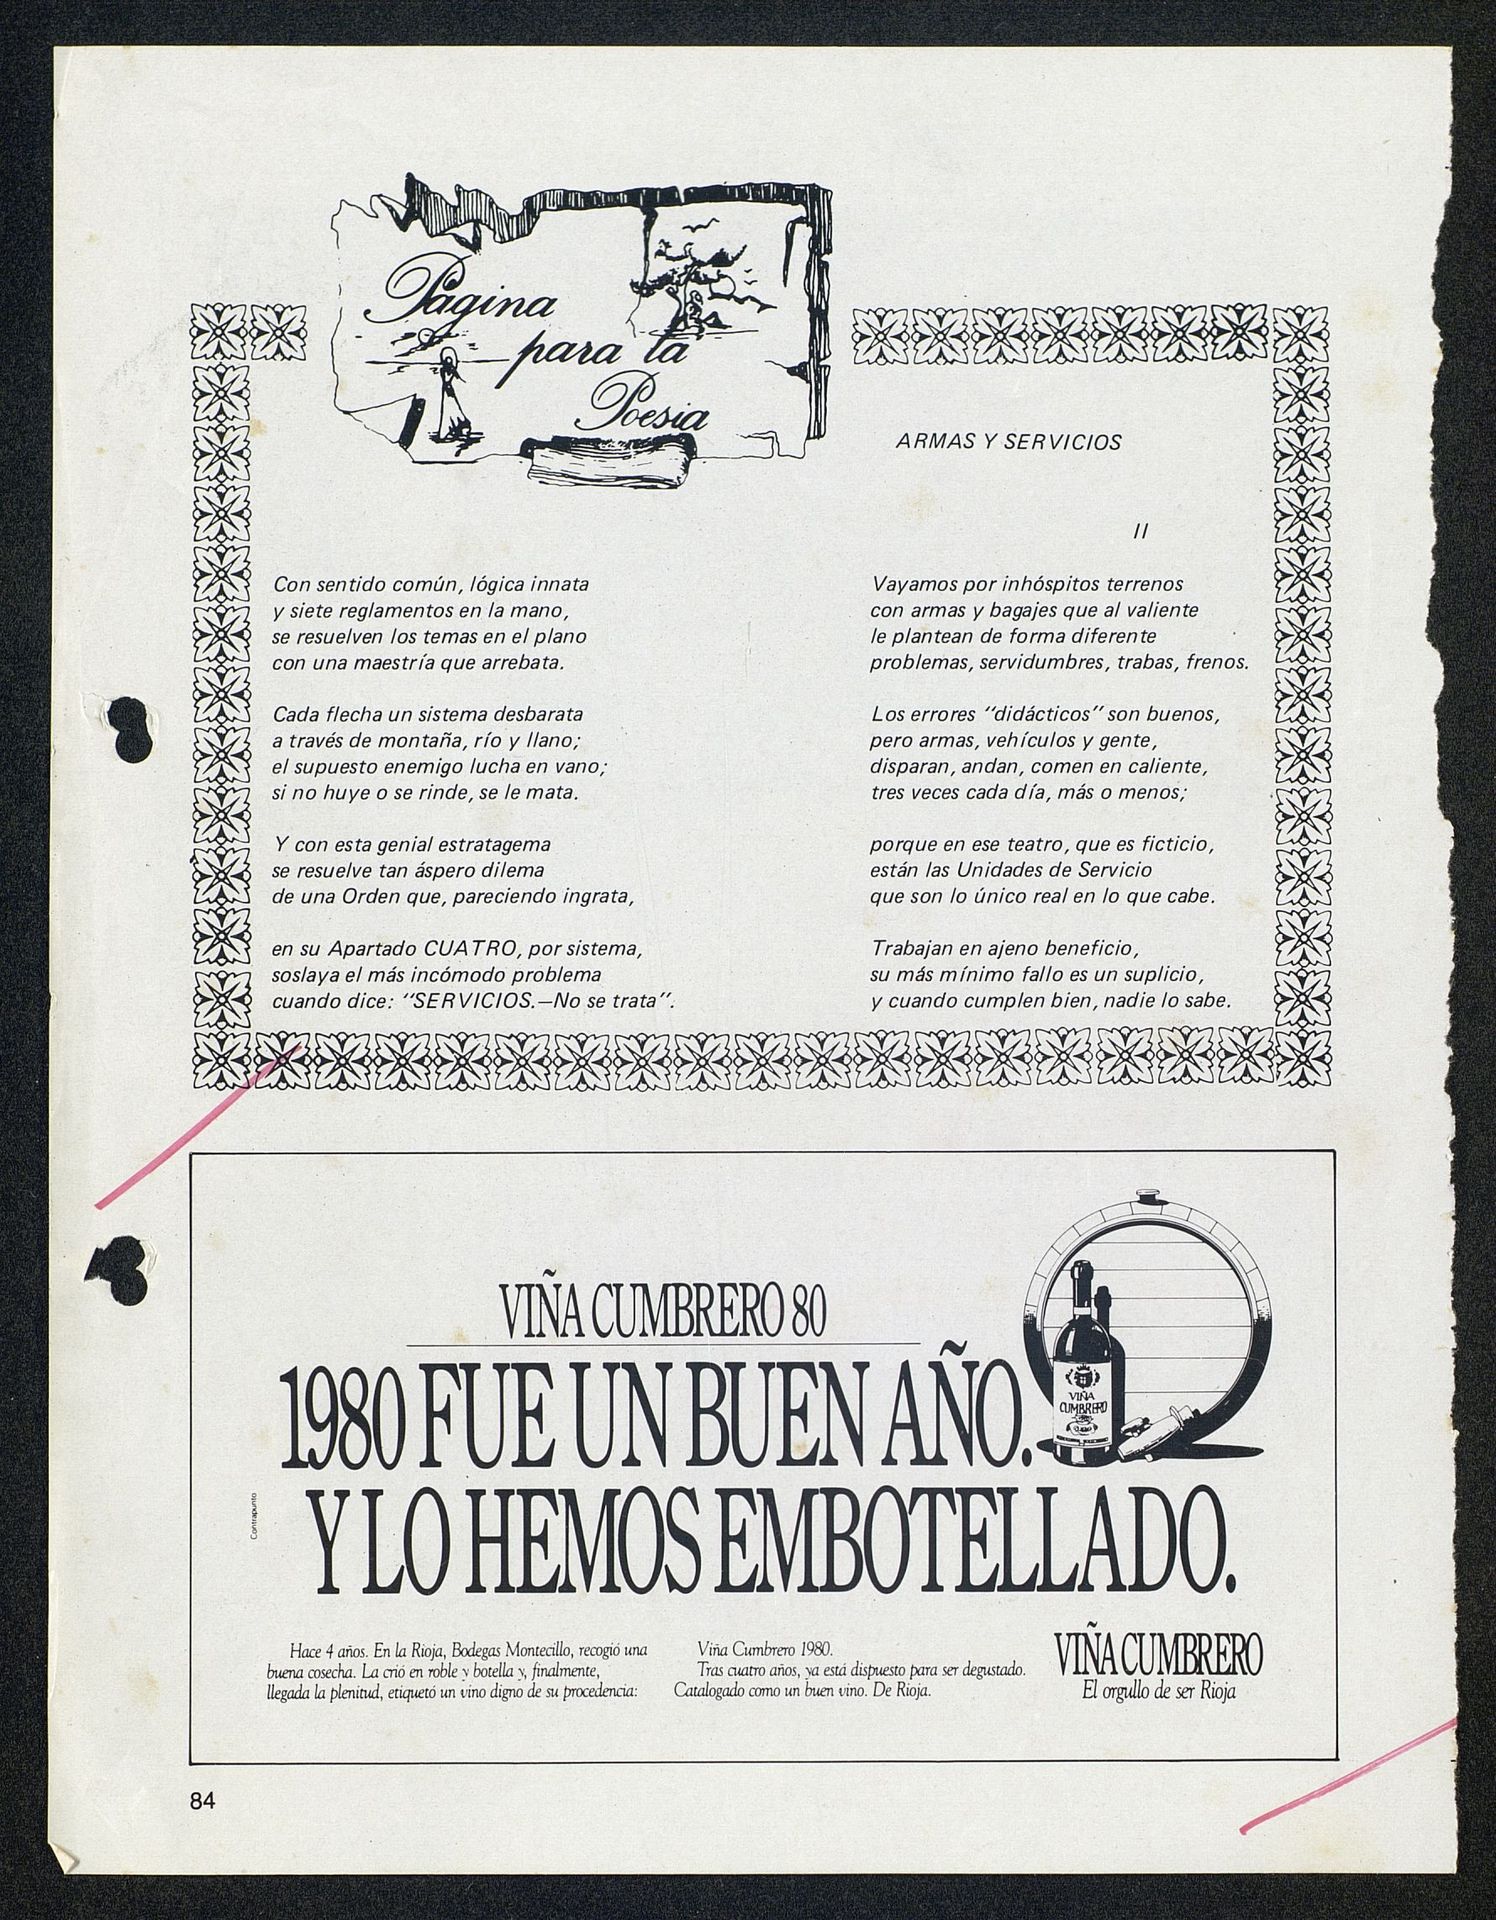 Página
para la
Poesia
ARMAS Y SERVICIOS
Con sentido común, lógica innata
y siete reglamentos en la mano,
se resuelven los temas en el plano
con una maestría que arrebata.
Cada flecha un sistema desbarata
a través de montaña, río y llano;
el supuesto enemigo lucha en vano;
si no huye o se rinde, se le mata.
Y con esta genial estratagema
se resuelve tan áspero dilema
de una Orden que, pareciendo ingrata,
en su Apartado CUATRO, por sistema,
soslaya el más incómodo problema
cuando dice: “SERVICIOS.—No se trata”.
II
Vayamos por inhóspitos terrenos
con armas y bagajes que al valiente
le plantean de forma diferente
problemas, servidumbres, trabas, frenos.
Los errores “didácticos” son buenos,
pero armas, vehículos y gente,
disparan, andan, comen en caliente,
tres veces cada día, más o menos;
porque en ese teatro, que es ficticio,
están las Unidades de Servicio
que son lo único real en lo que cabe.
Trabajan en ajeno beneficio,
su más mínimo fallo es un suplicio,
y cuando cumplen bien, nadie lo sabe.
VIÑA CUMBRERO 80
1980 FUE UN BUEN AÑO.
Y LO HEMOS EMBOTELLADO.
VIÑA
CUMBRERO
Contrapunto
Hace 4 años. En la Rioja, Bodegas Montecillo, recogió una
buena cosecha. La crió en roble y botella y, finalmente,
llegada la plenitud, etiquetó un vino digno de su procedencia:
Viña Cumbrero 1980.
Tras cuatro años, ya está dispuesto para ser degustado.
Catalogado como un buen vino. De Rioja.
VIÑA CUMBRERO
El orgullo de ser Rioja
84